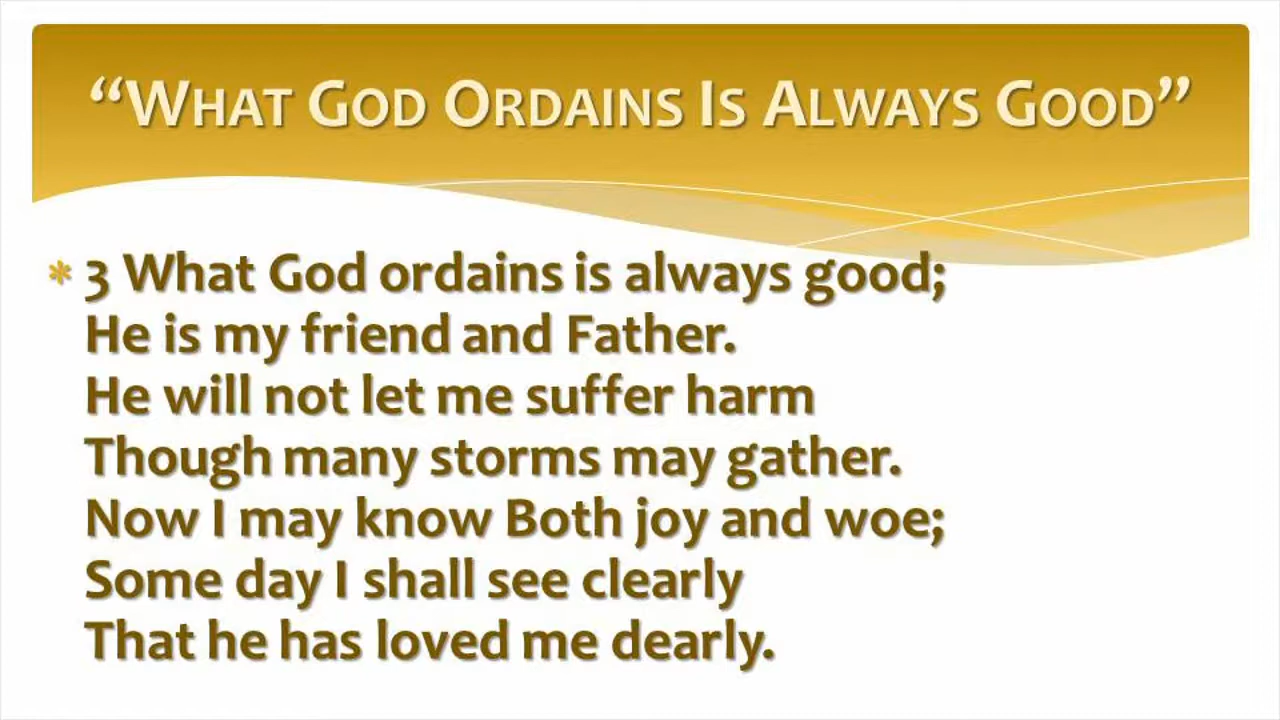 “What God Ordains Is Always Good”
* 3 What God ordains is always good;
He is my friend and Father.
He will not let me suffer harm
Though many storms may gather.
Now I may know Both joy and woe;
Some day I shall see clearly
That he has loved me dearly.